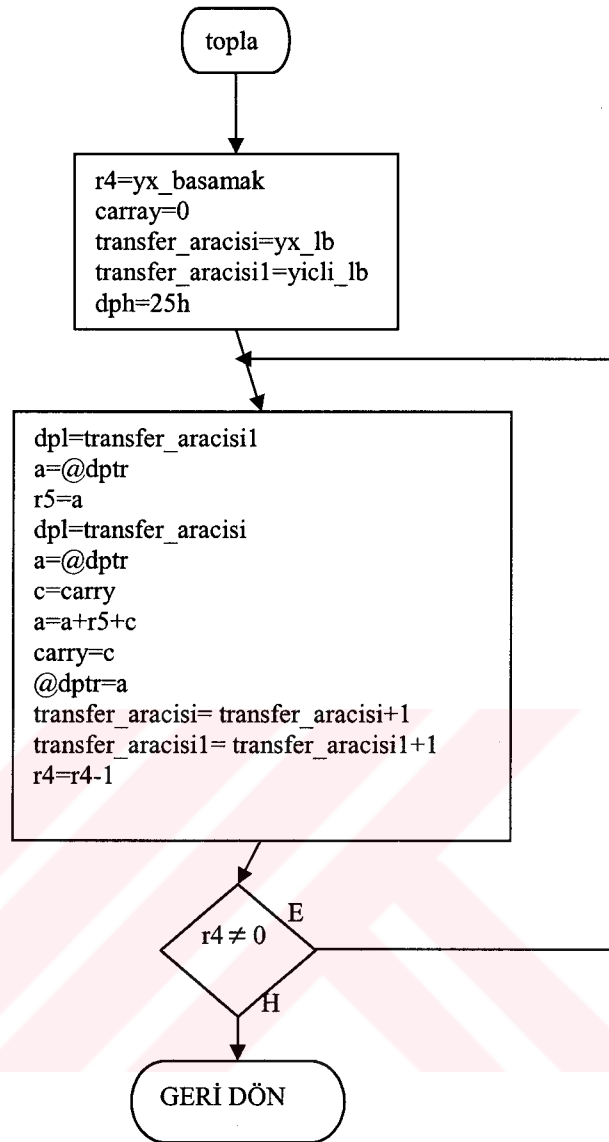 topla
r4=yx_basamak
carray=0
transfer_aracisi=yx_lb
transfer_aracisi1=yicli_lb
dph=25h
dpl=transfer_aracisi1
a=@dptr
r5=a
dpl=transfer_aracisi
a=@dptr
c=carry
a=a+r5+c
carry=c
@dptr=a
transfer_aracisi= transfer_aracisi+1
transfer_aracisi1= transfer_aracisi1+1
r4=r4-1
E
r4 ≠ 0
H
GERİ DÖN